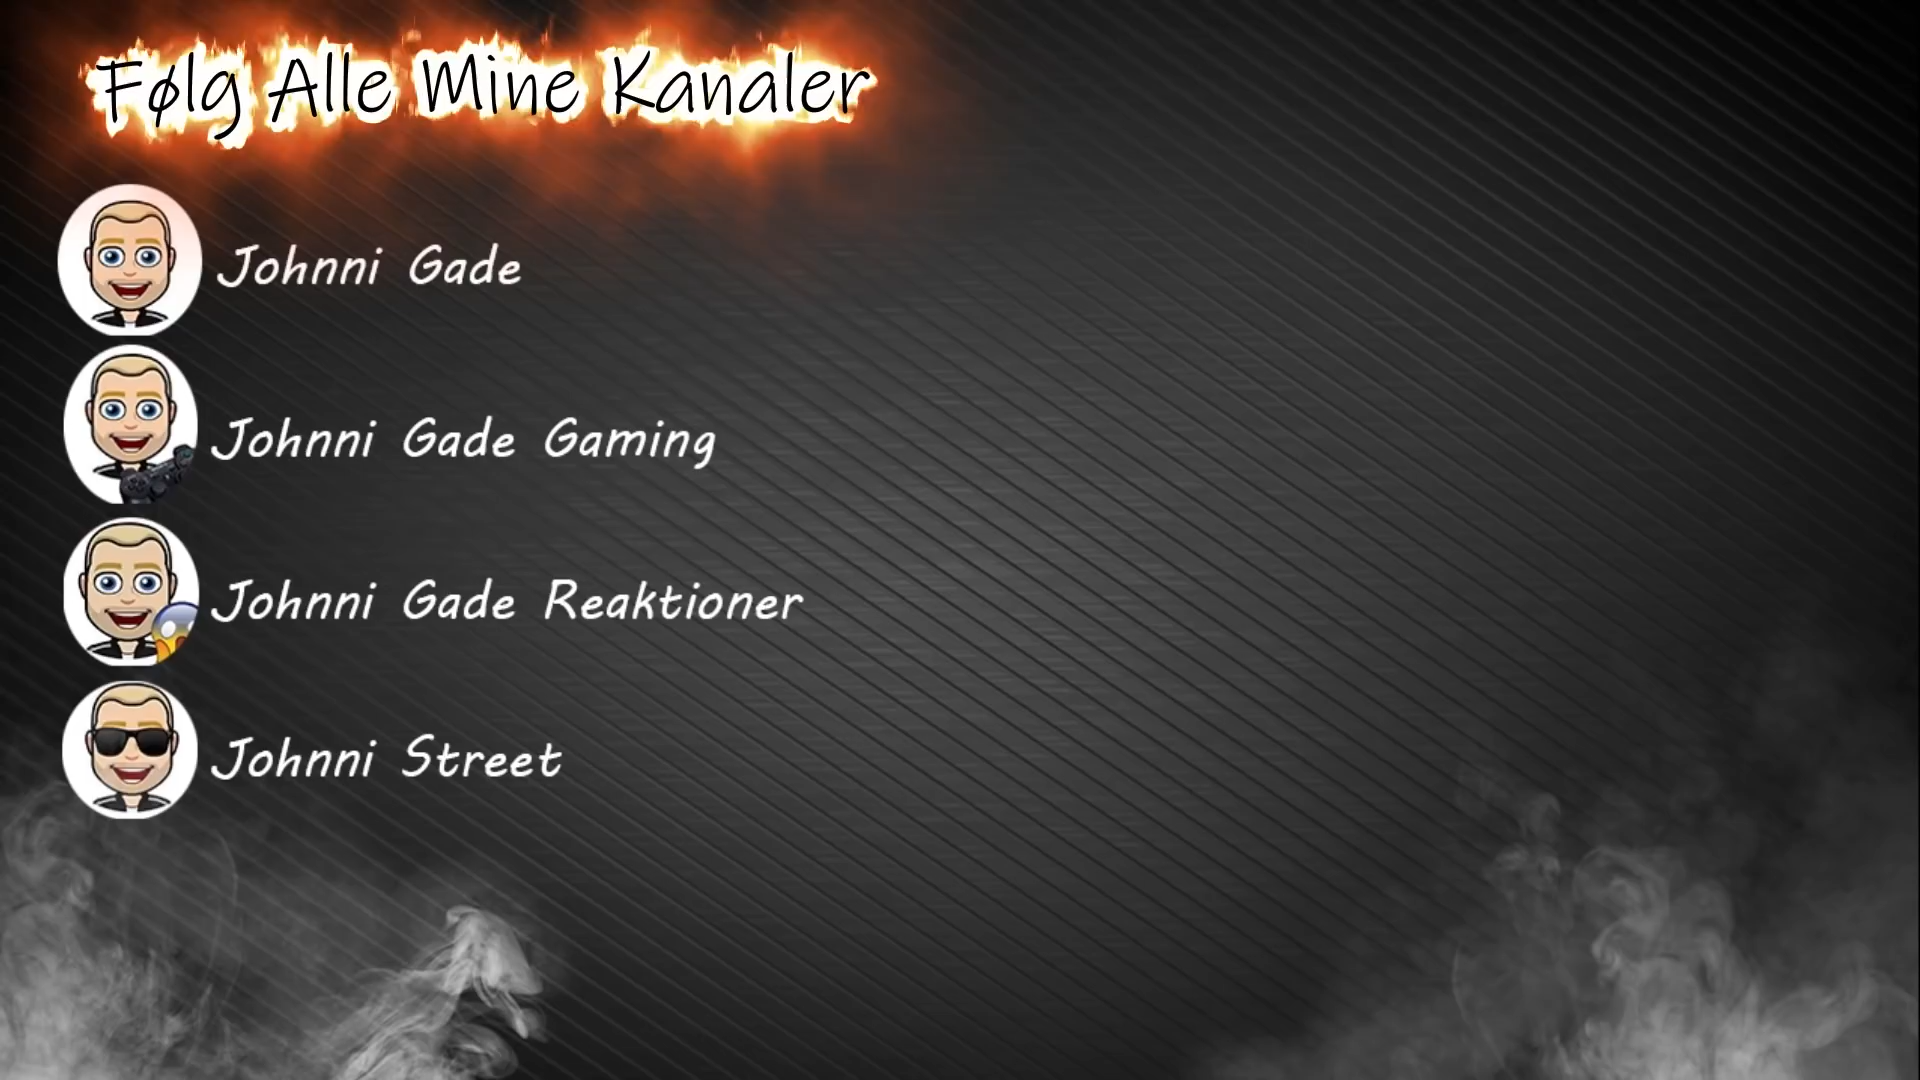 Følg Alle Mine Kanaler
Johnni Gade
Johnni Gade Gaming
Johnni Gade Reaktioner
Johnni Street